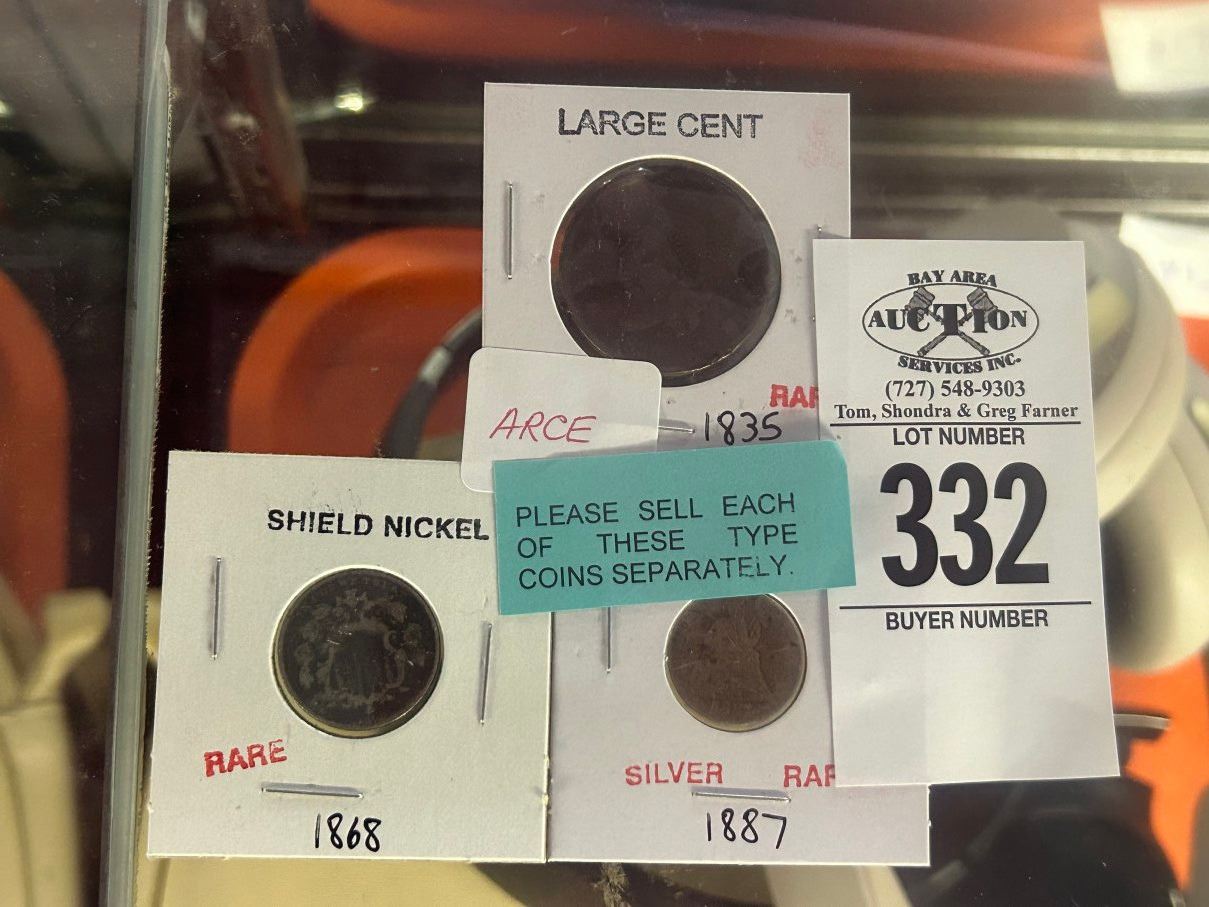 LARGE CENT
RAR
1835
ARCE
PLEASE SELL EACH
OF THESE TYPE
COINS SEPARATELY.
SHIELD NICKEL
RARE
1868
SILVER RAR
1887
BAY AREA
AUCTION
SERVICES INC.
(727) 548-9303
Tom, Shondra & Greg Farner
LOT NUMBER
332
BUYER NUMBER